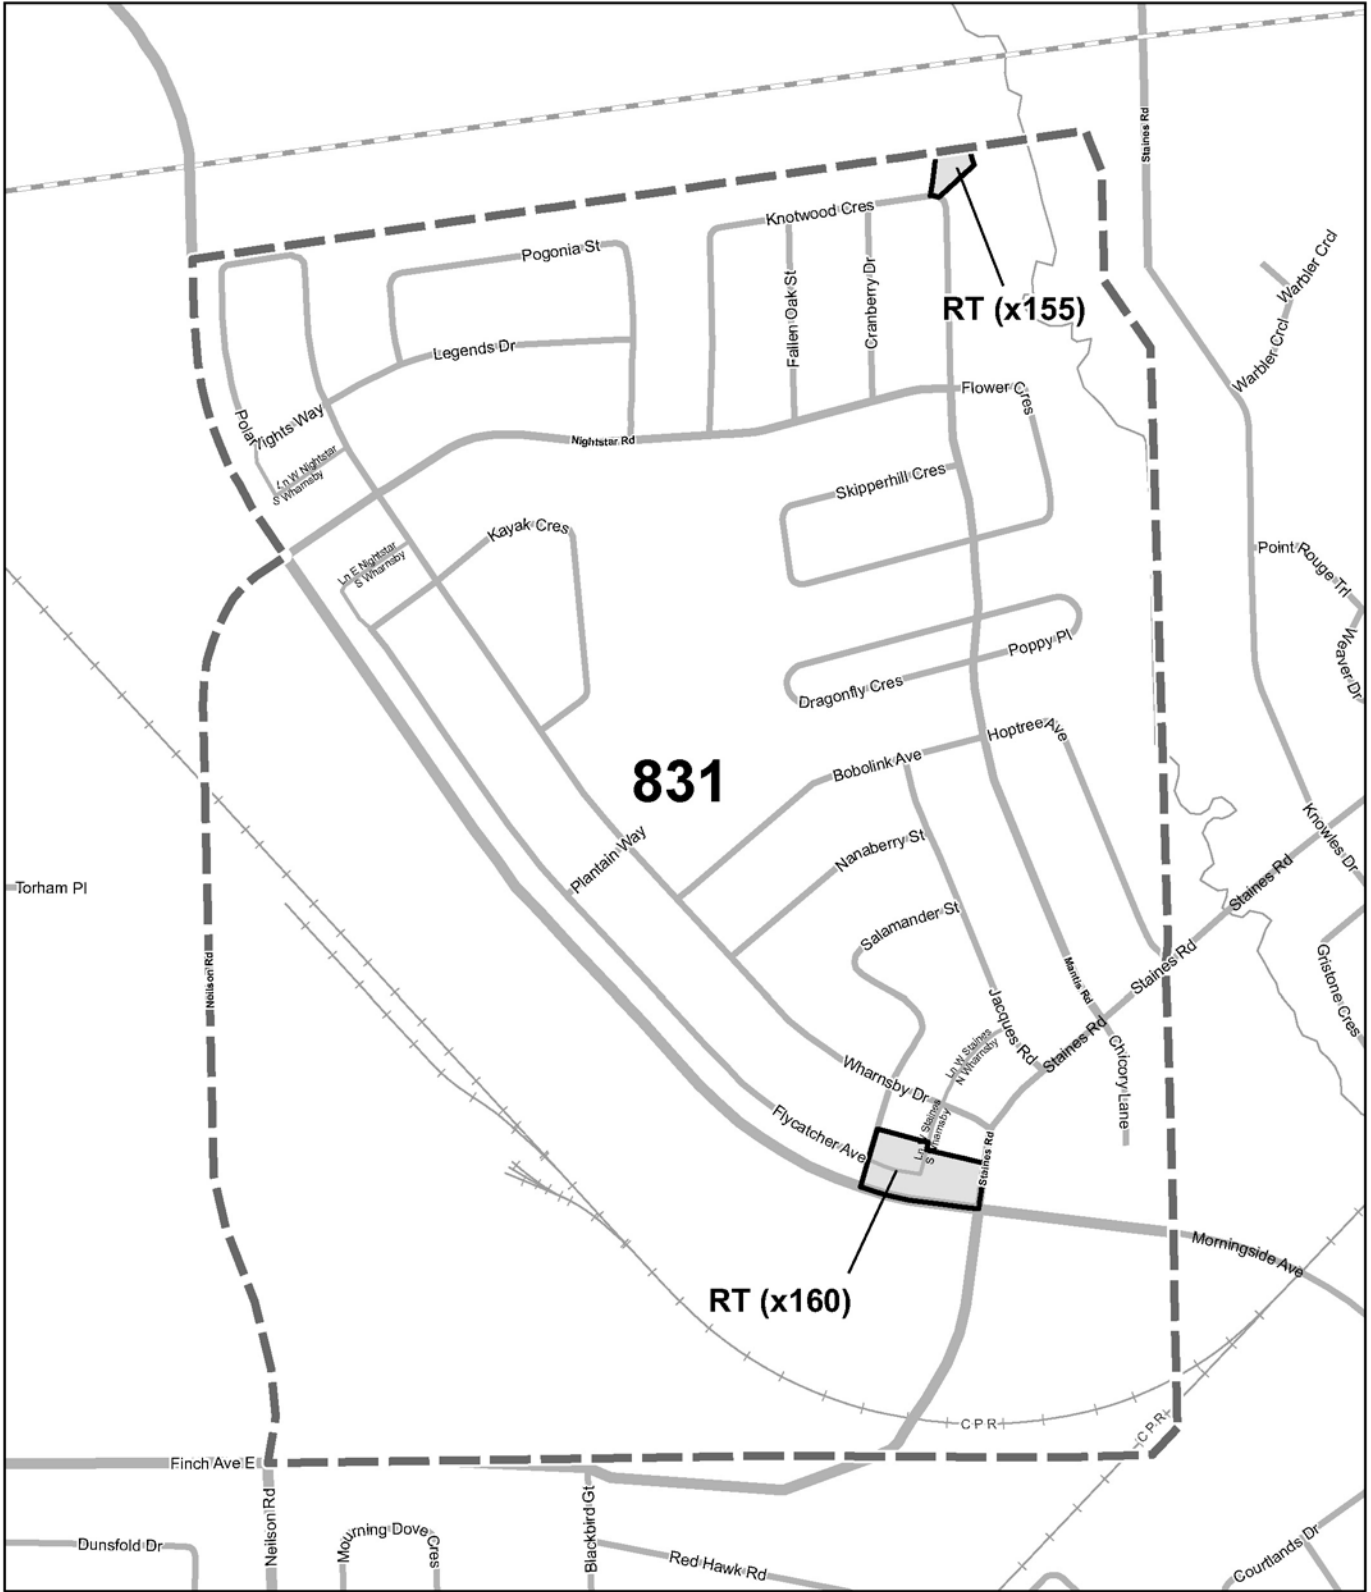 Staines Rd
Knotwood Cres
Pogonia St
Warbler Crcl
Fallen Oak St
Cranberry Dr
RT (x155)
Legends Dr
Warbler Crcl
Flower Cres
Polar
Nightstar Rd
Ln W Nightstar
S Wharnsby
Skipperhill Cres
Kayak Cres
Ln E Nightstar
S Wharnsby
Point Rouge Trl
Weaver Dr
Poppy Pl
Dragonfly Cres
Hoptree Ave
Bobolink Ave
831
Knowles Dr
Plantain Way
Nanaberry St
Staines Rd
Torham Pl
Salamander St
Neilson Rd
Mantis Rd
Staines Rd
Gristone Cres
Jacques Rd
Staines Rd
Ln W Staines
N Wharnsby
Chicory Lane
Wharnsby Dr
Flycatcher Ave
S Wharnsby
Staines Rd
Morningside Ave
RT (x160)
CPR
CPR
Finch Ave E
Neilson Rd
Blackbird Gt
Mourning Dove Cres
Dunsfold Dr
Red Hawk Rd
Courtlands Dr